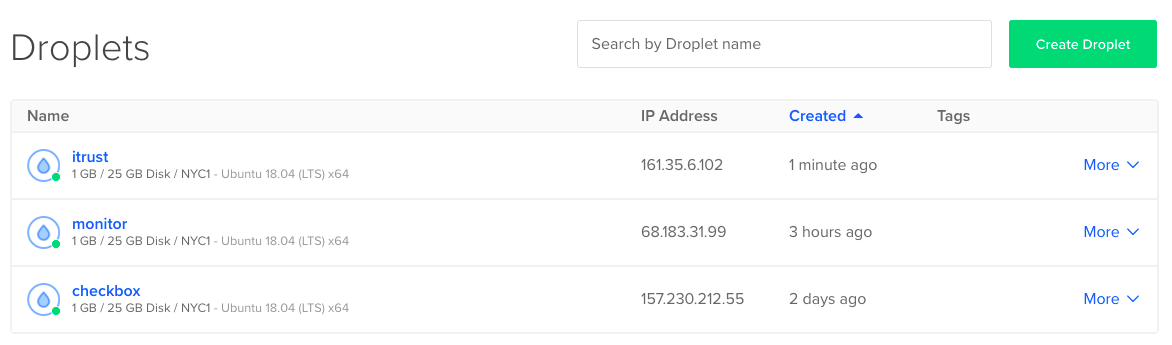 Droplets
Search by Droplet name
Create Droplet
Name IP Address Created Tags
itrust
1 GB / 25 GB Disk / NYC1 - Ubuntu 18.04 (LTS) x64
161.35.6.102 1 minute ago More
monitor
1 GB / 25 GB Disk / NYC1 - Ubuntu 18.04 (LTS) x64
68.183.31.99 3 hours ago More
checkbox
1 GB / 25 GB Disk / NYC1 - Ubuntu 18.04 (LTS) x64
157.230.212.55 2 days ago More